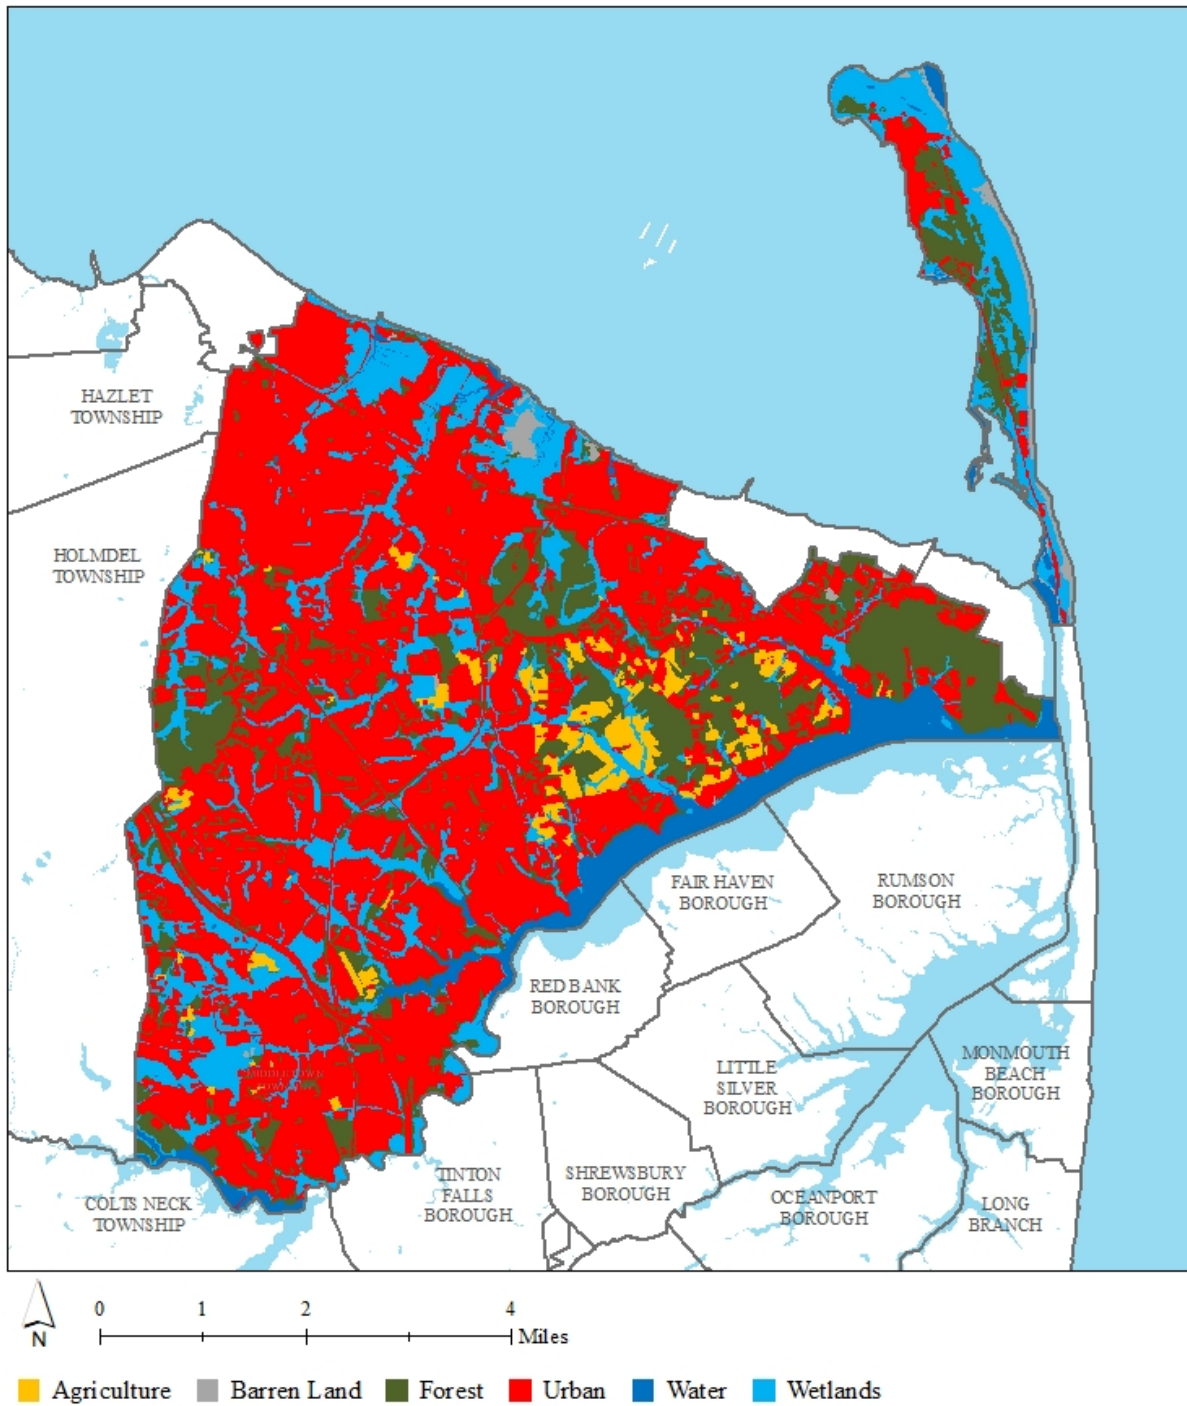 HAZLET
TOWNSHIP
HOLMDEL
TOWNSHIP
FAIR HAVEN
BOROUGH
RUMSON
BOROUGH
RED BANK
BOROUGH
LITTLE
SILVER
BOROUGH
MONMOUTH
BEACH
BOROUGH
MIDDLETOWN
TOWNSHIP
COLTS NECK
TOWNSHIP
TINTON
FALLS
BOROUGH
SHREWSBURY
BOROUGH
OCEANPORT
BOROUGH
LONG
BRANCH
N
0 1 2 4
Miles
Agriculture Barren Land Forest Urban Water Wetlands